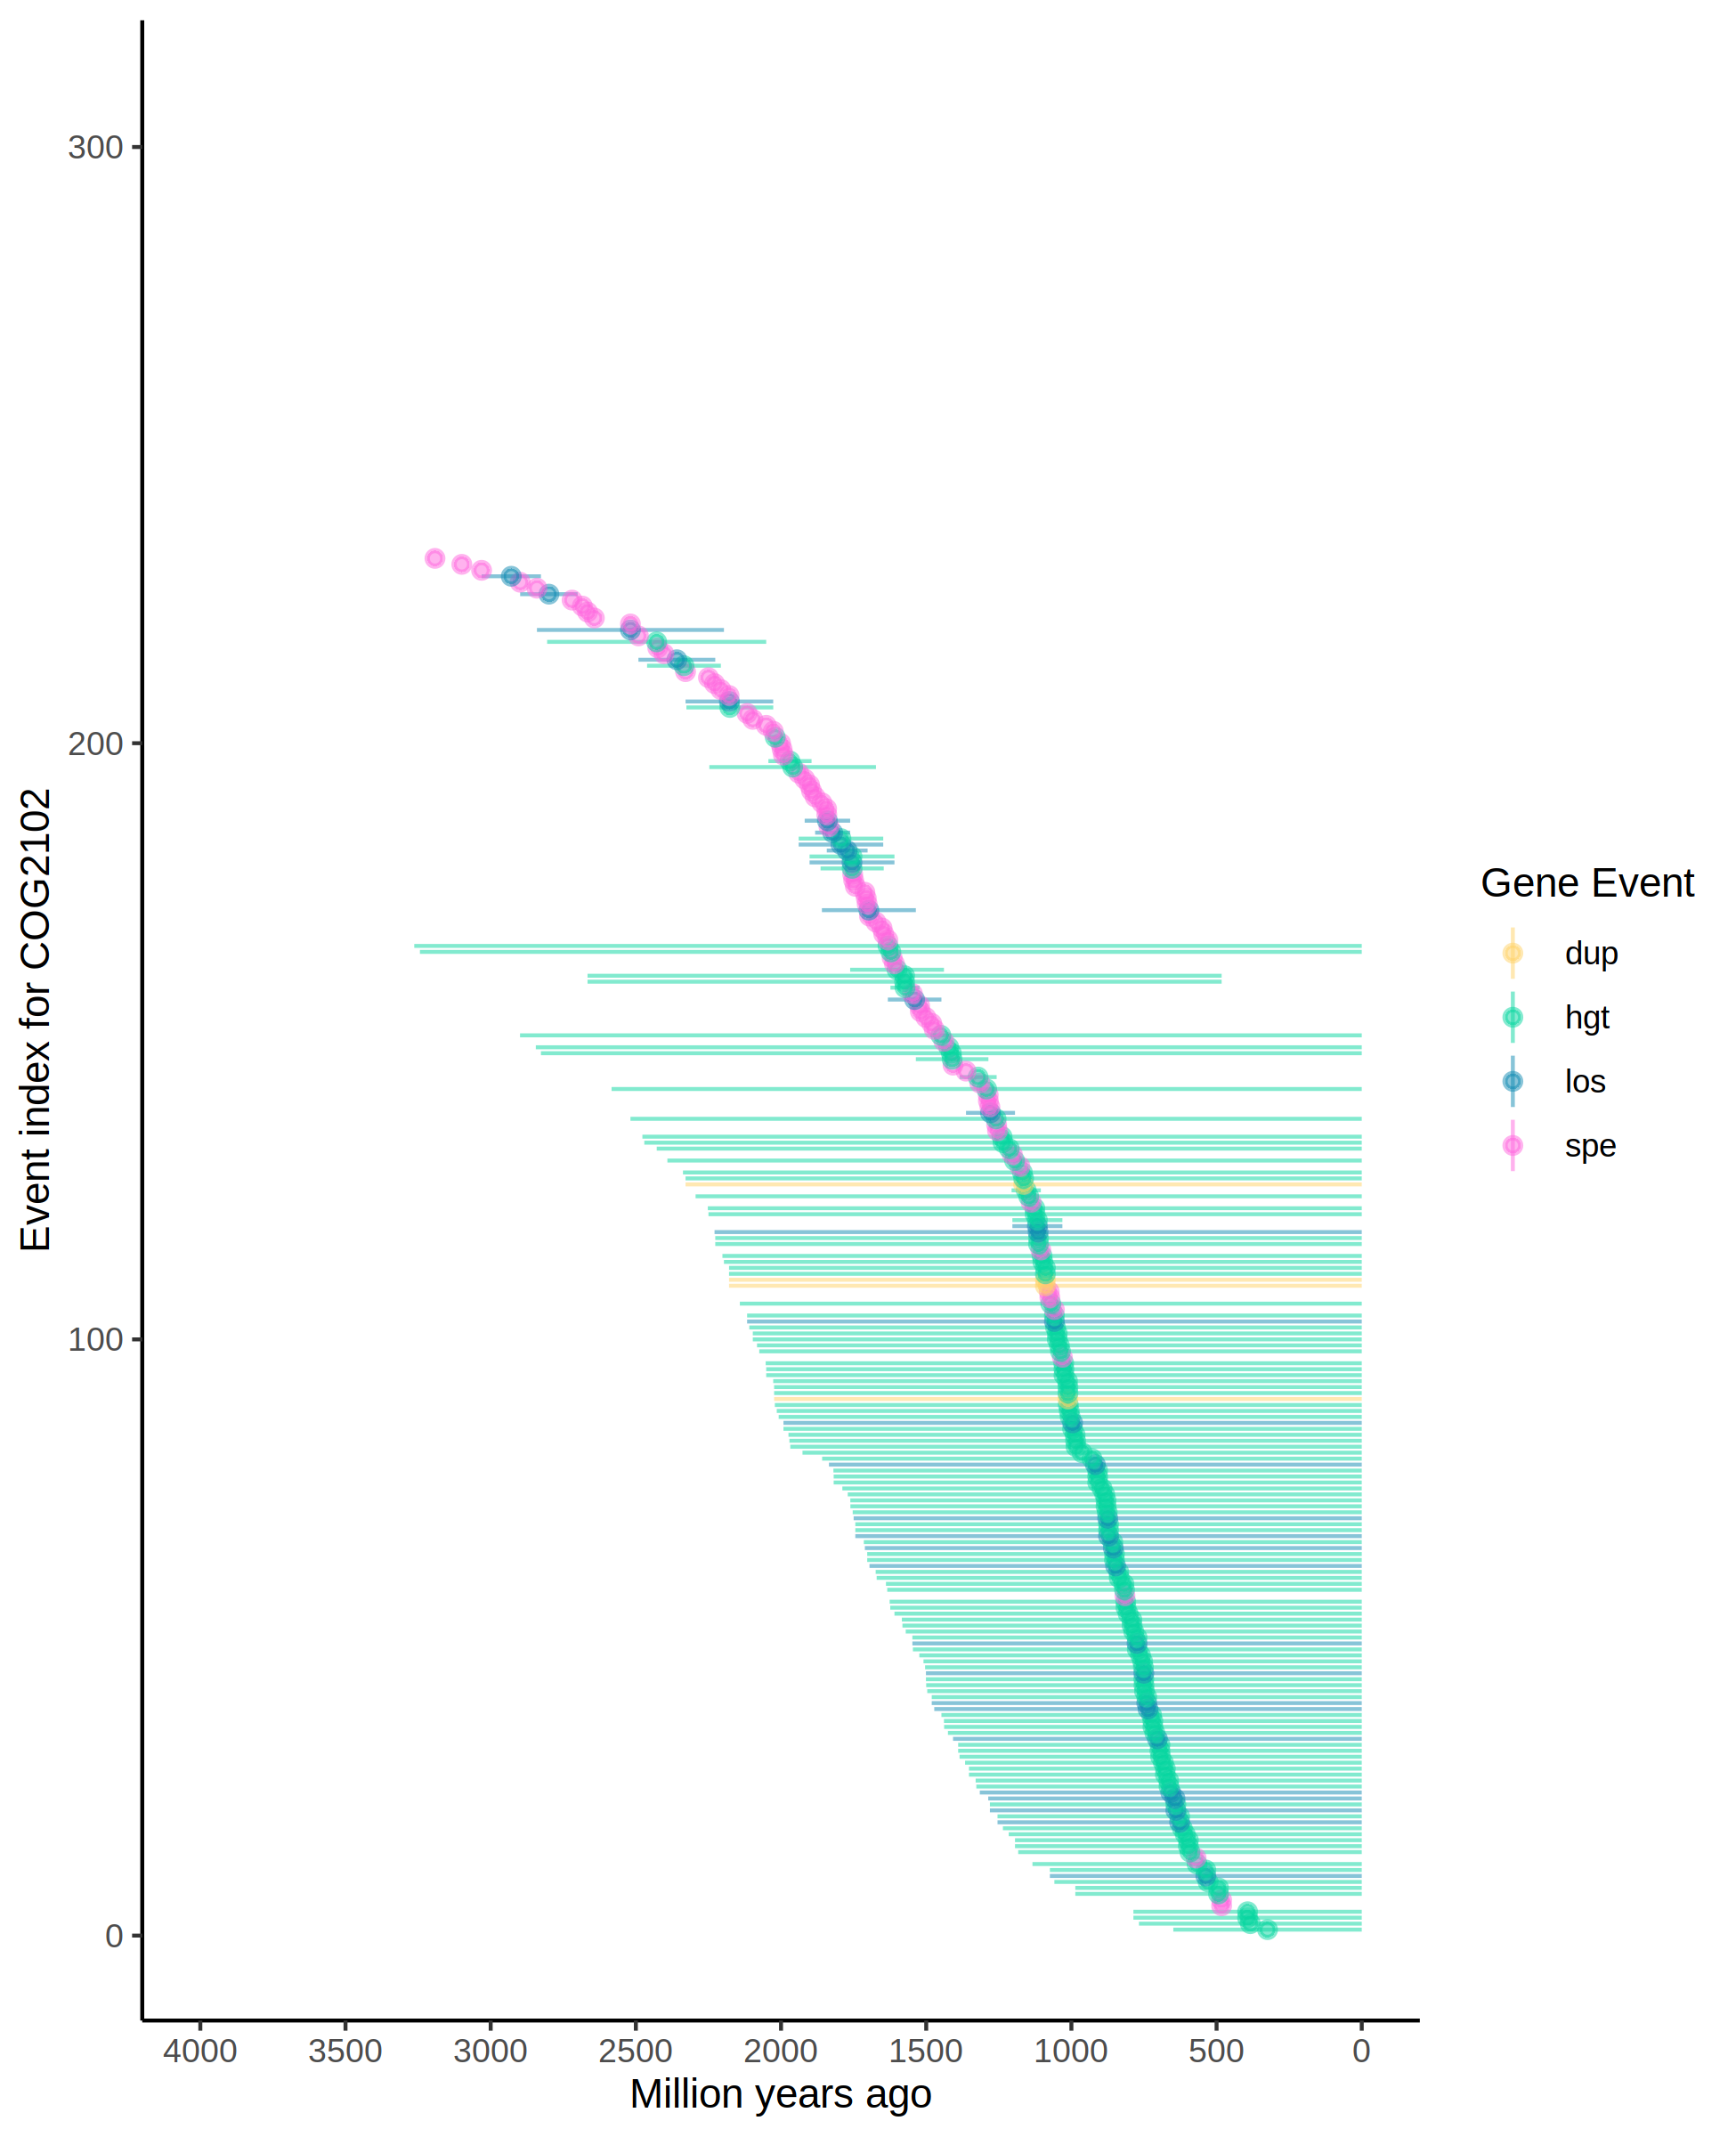 300
200
100
0
Event index for COG2102
4000 3500 3000 2500 2000 1500 1000 500 0
Million years ago
Gene Event
dup
hgt
los
spe